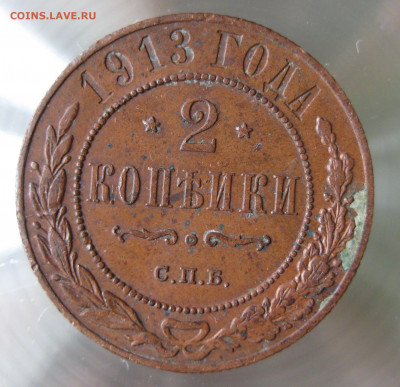 COINS.LAVE.RU
1913 ГОДА
2
КОПѢЙКИ
С.П.Б.